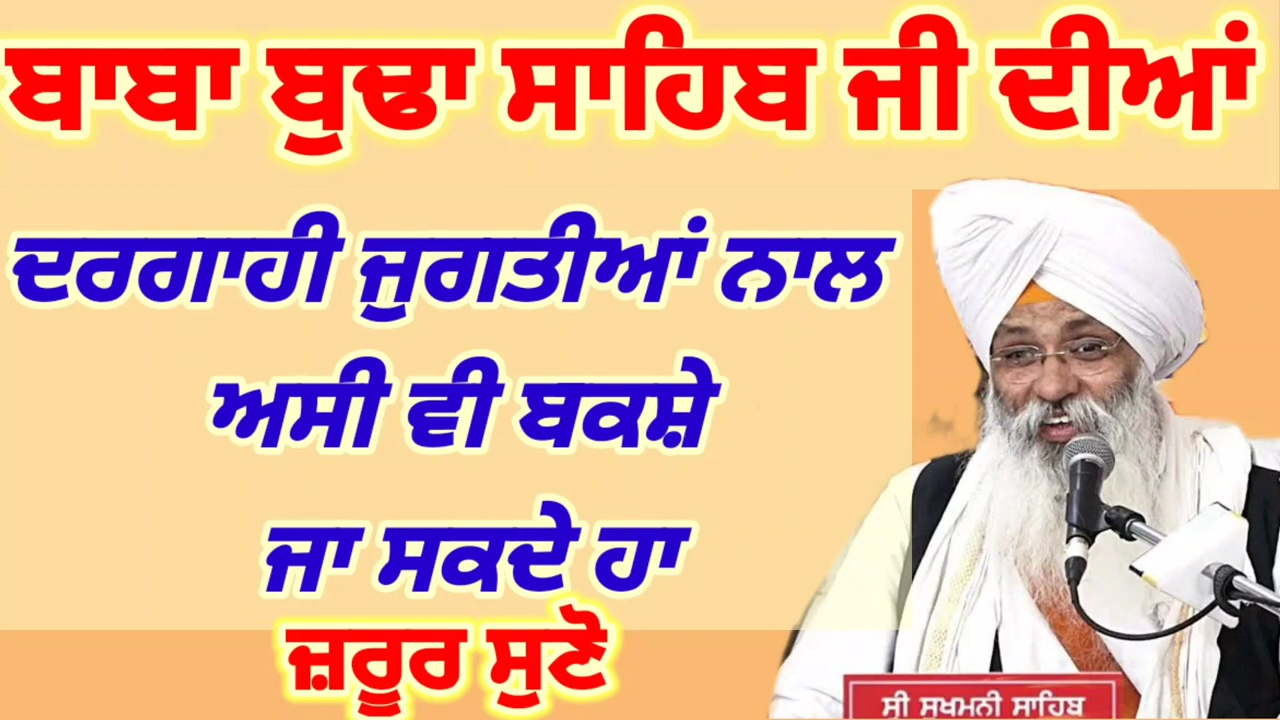 ਬਾਬਾ ਬੁਢਾ ਸਾਹਿਬ ਜੀ ਦੀਆਂ
ਦਰਗਾਹੀ ਜੁਗਤੀਆਂ ਨਾਲ
ਅਸੀ ਵੀ ਬਕਸ਼ੇ
ਜਾ ਸਕਦੇ ਹਾ
ਜ਼ਰੂਰ ਸੁਣੋ
ਸ੍ਰੀ ਸੁਖਮਨੀ ਸਾਹਿਬ